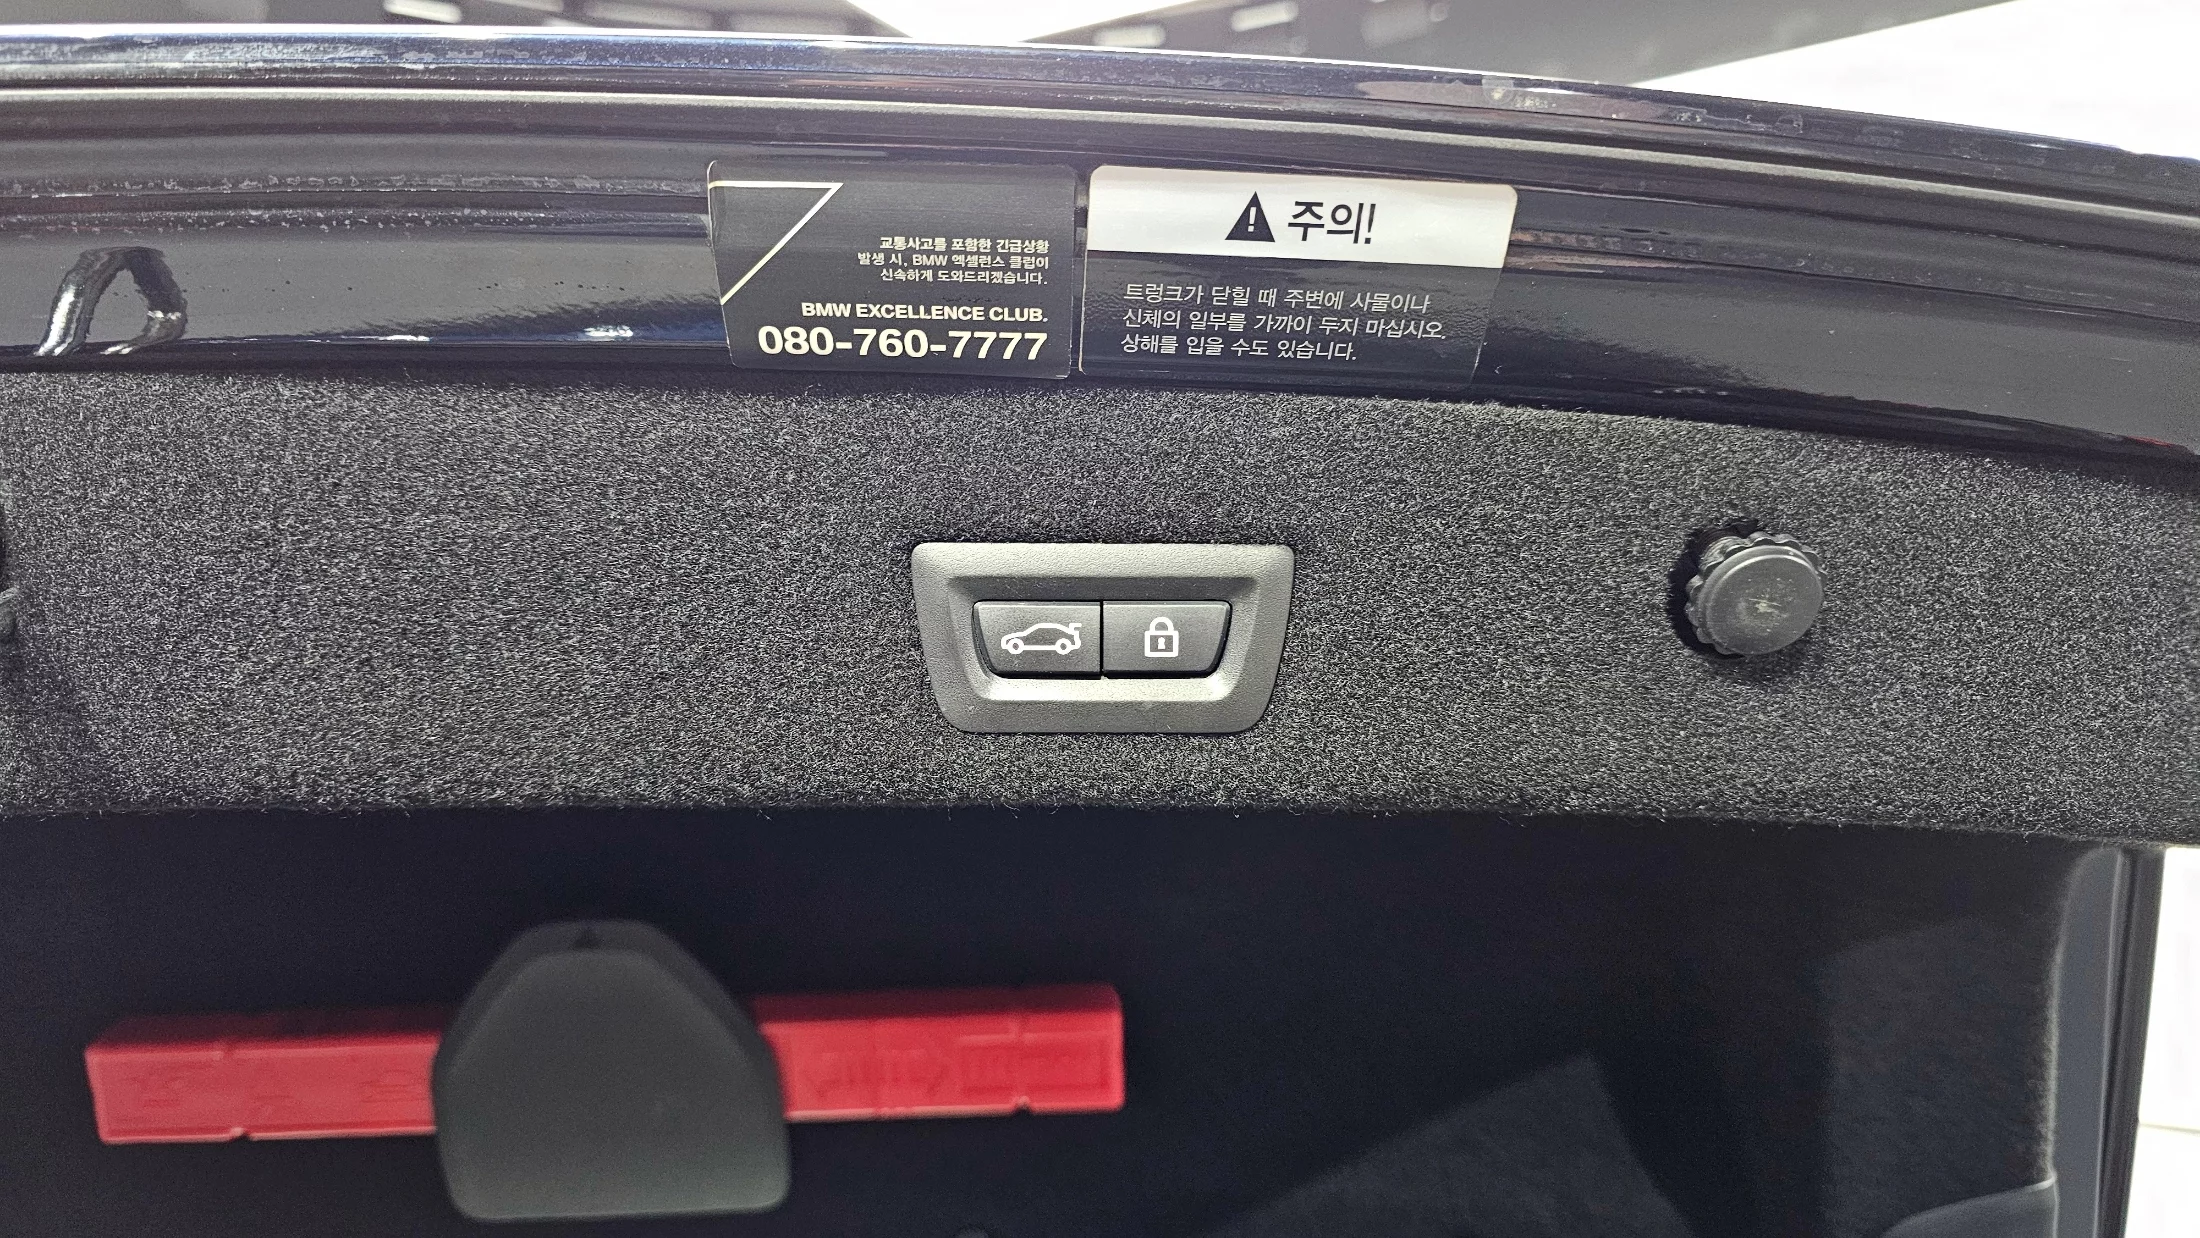 교통사고를 포함한 긴급상황
발생 시, BMW 엑셀런스 클럽이
신속하게 도와드리겠습니다.
BMW EXCELLENCE CLUB.
080-760-7777
주의!
트렁크가 닫힐 때 주변에 사물이나
신체의 일부를 가까이 두지 마십시오.
상해를 입을 수도 있습니다.